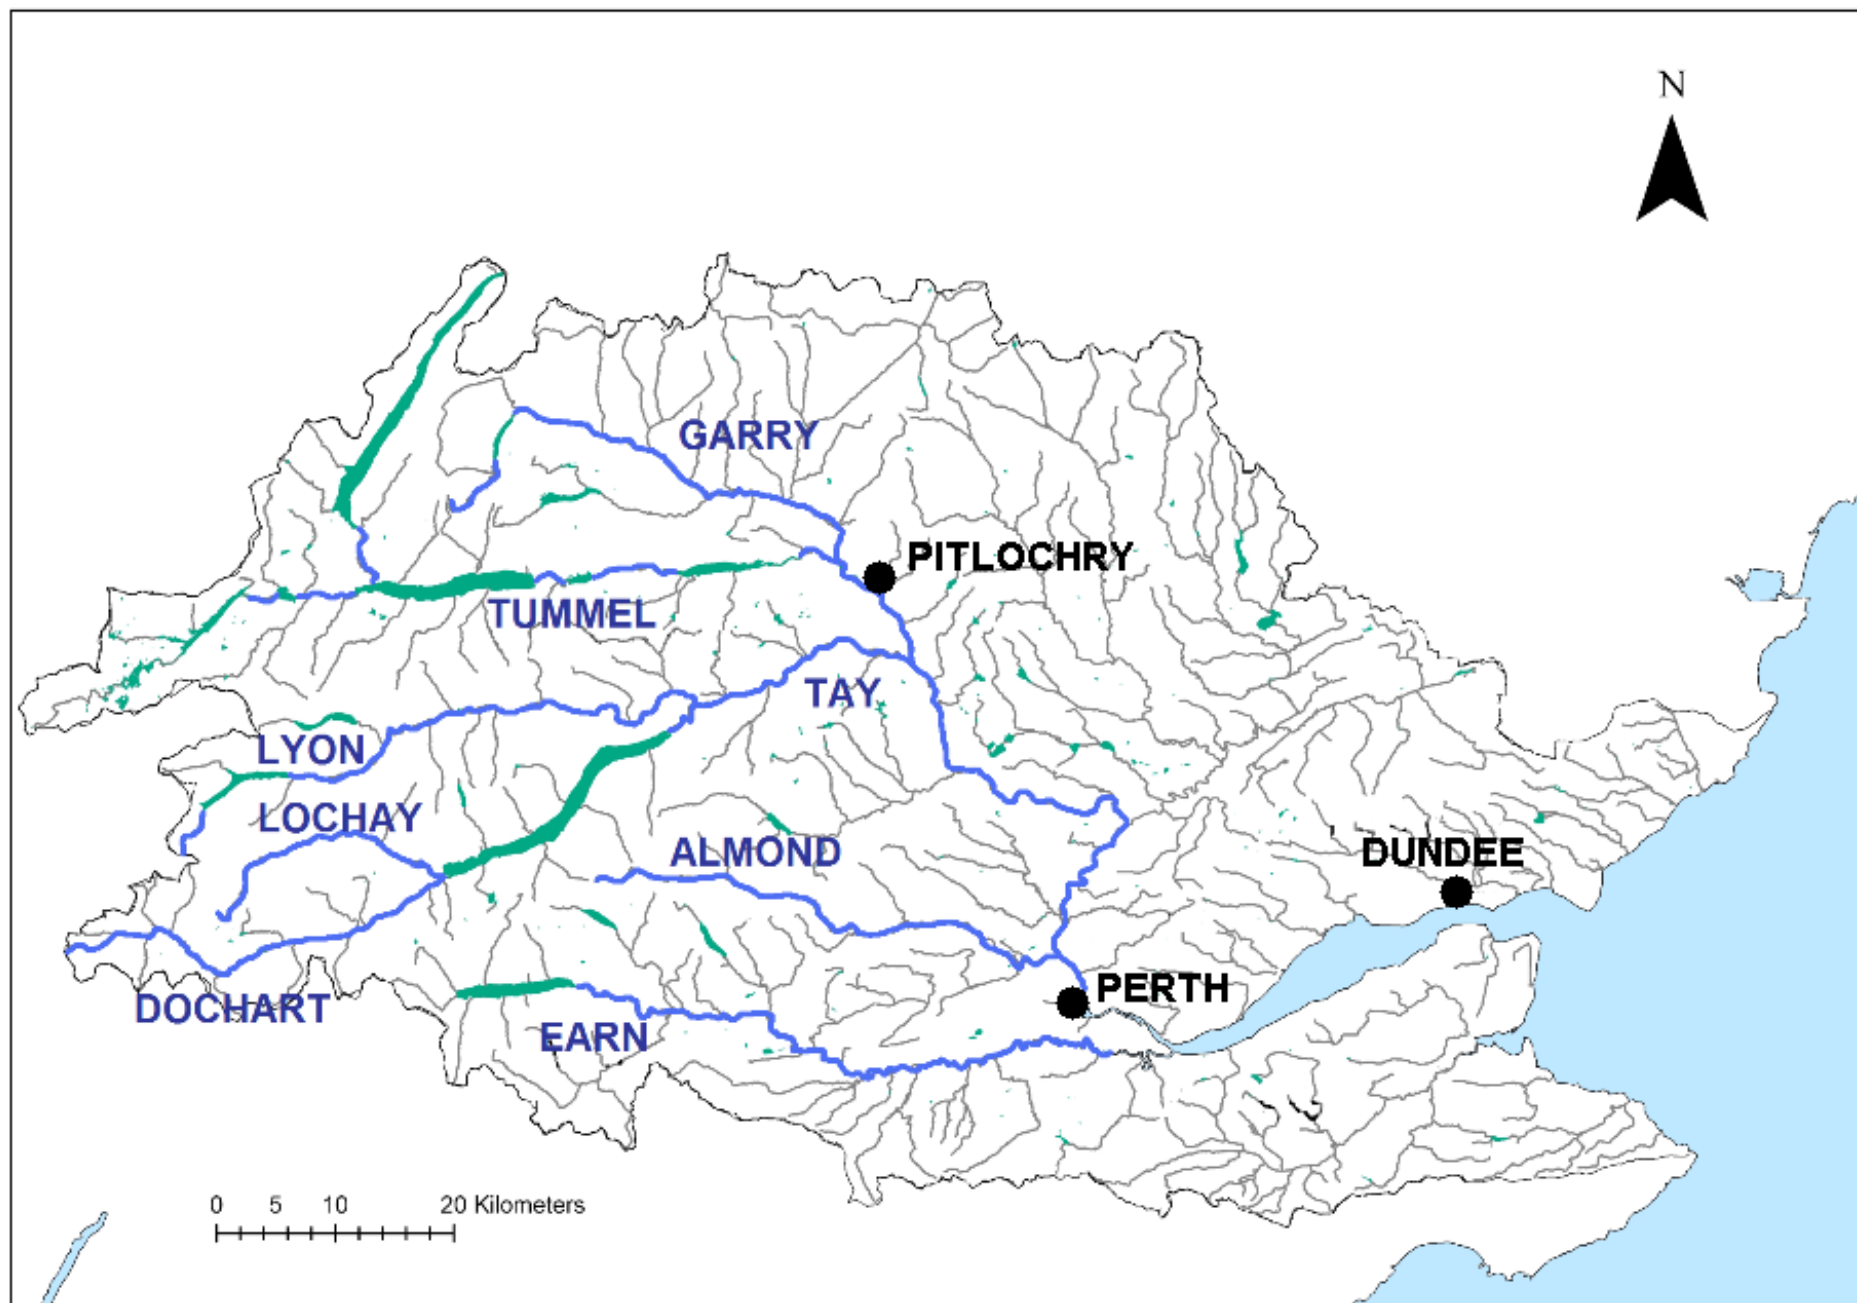 N
GARRY
PITLOCHRY
TUMMEL
TAY
LYON
LOCHAY
ALMOND
DUNDEE
DOCHART
PERTH
EARN
0 5 10 20 Kilometers